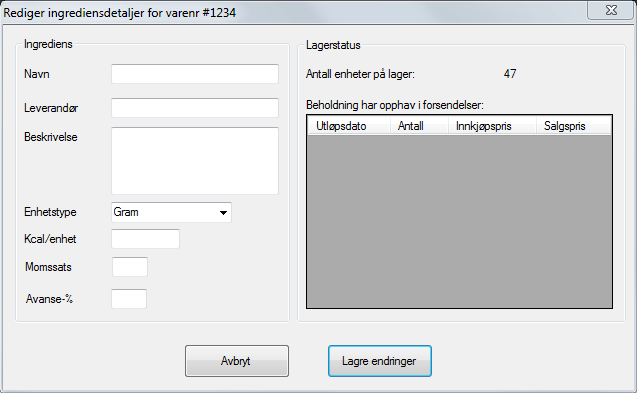 Rediger ingrediensdetaljer for varenr #1234
Ingrediens
Navn
Leverandør
Beskrivelse
Enhetstype Gram
Kcal/enhet
Momssats
Avanse-%
Lagerstatus
Antall enheter på lager: 47
Beholdning har opphav i forsendelser:
Utløpsdato Antall Innkjøpspris Salgspris
Avbryt Lagre endringer